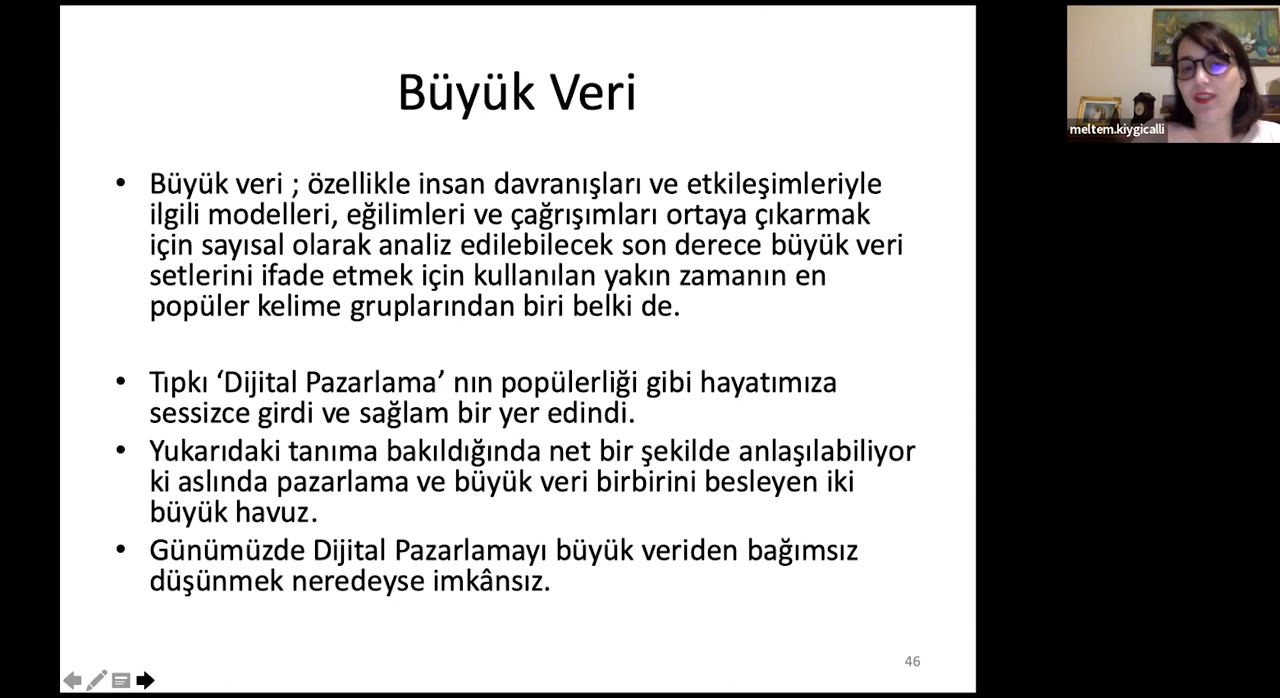 Büyük Veri
• Büyük veri ; özellikle insan davranışları ve etkileşimleriyle
ilgili modelleri, eğilimleri ve çağrışımları ortaya çıkarmak
için sayısal olarak analiz edilebilecek son derece büyük veri
setlerini ifade etmek için kullanılan yakın zamanın en
popüler kelime gruplarından biri belki de.
• Tıpkı ‘Dijital Pazarlama’ nın popülerliği gibi hayatımıza
sessizce girdi ve sağlam bir yer edindi.
• Yukarıdaki tanıma bakıldığında net bir şekilde anlaşılabiliyor
ki aslında pazarlama ve büyük veri birbirini besleyen iki
büyük havuz.
• Günümüzde Dijital Pazarlamayı büyük veriden bağımsız
düşünmek neredeyse imkânsız.
46
meltem.kiygicalli